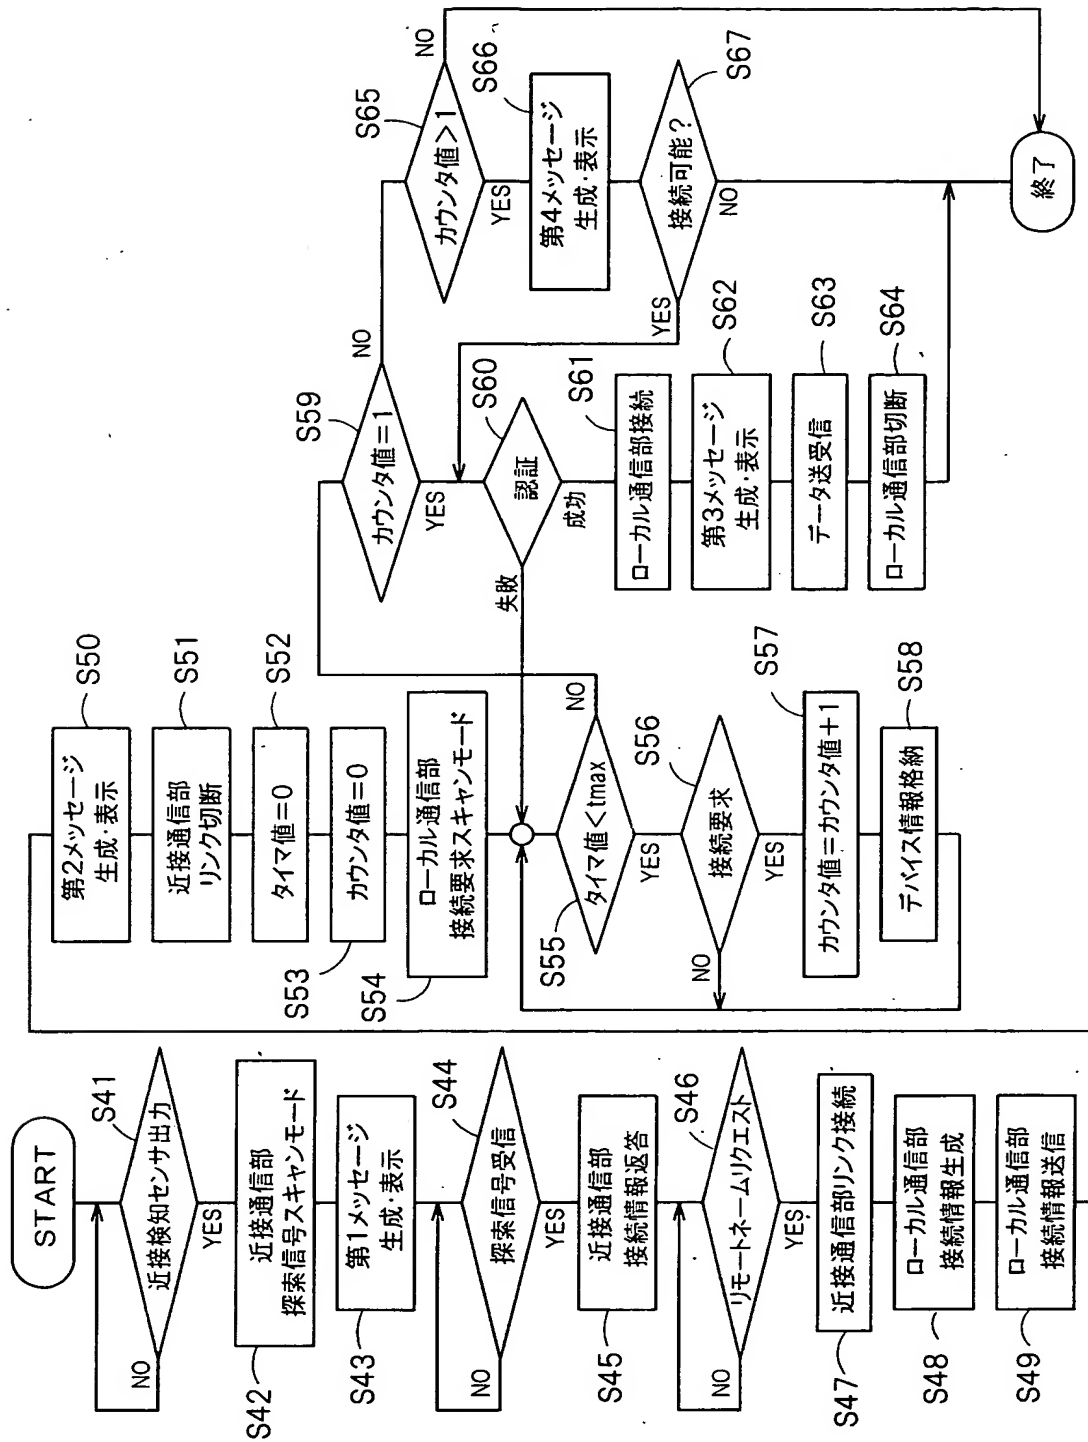 START
S41
近接検知センサ出力
NO
YES
S42
近接通信部
探索信号スキャンモード
S43
第1メッセージ
生成・表示
S44
探索信号受信
NO
YES
S45
近接通信部
接続情報返答
S46
リモートネームリクエスト
NO
YES
S47
近接通信部リンク接続
S48
ローカル通信部
接続情報生成
S49
ローカル通信部
接続情報送信
S50
第2メッセージ
生成・表示
S51
近接通信部
リンク切断
S52
タイマ値=0
S53
カウンタ値=0
S54
ローカル通信部
接続要求スキャンモード
S55
タイマ値<tmax
NO
YES
S56
接続要求
NO
YES
S57
カウンタ値=カウンタ値+1
S58
デバイス情報格納
S59
カウンタ値=1
NO
YES
S60
認証
失敗
成功
S61
ローカル通信部接続
S62
第3メッセージ
生成・表示
S63
データ送受信
S64
ローカル通信部切断
S65
カウンタ値>1
NO
YES
S66
第4メッセージ
生成・表示
S67
接続可能?
YES
NO
終了